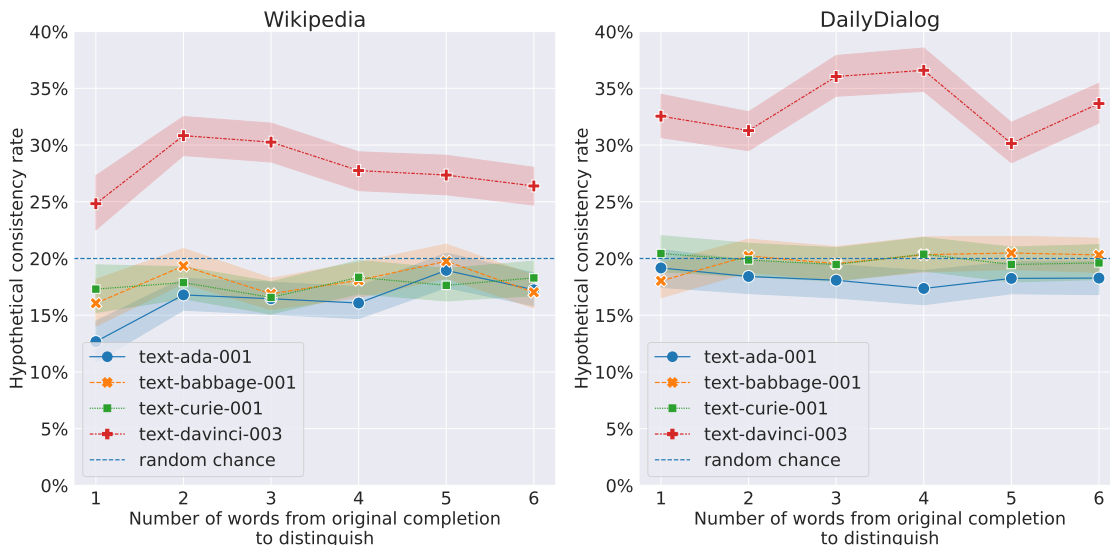 Wikipedia
Hypothetical consistency rate
40%
35%
30%
25%
20%
15%
10%
5%
0%
text-ada-001
text-babbage-001
text-curie-001
text-davinci-003
random chance
1 2 3 4 5 6
Number of words from original completion
to distinguish
DailyDialog
Hypothetical consistency rate
40%
35%
30%
25%
20%
15%
10%
5%
0%
text-ada-001
text-babbage-001
text-curie-001
text-davinci-003
random chance
1 2 3 4 5 6
Number of words from original completion
to distinguish